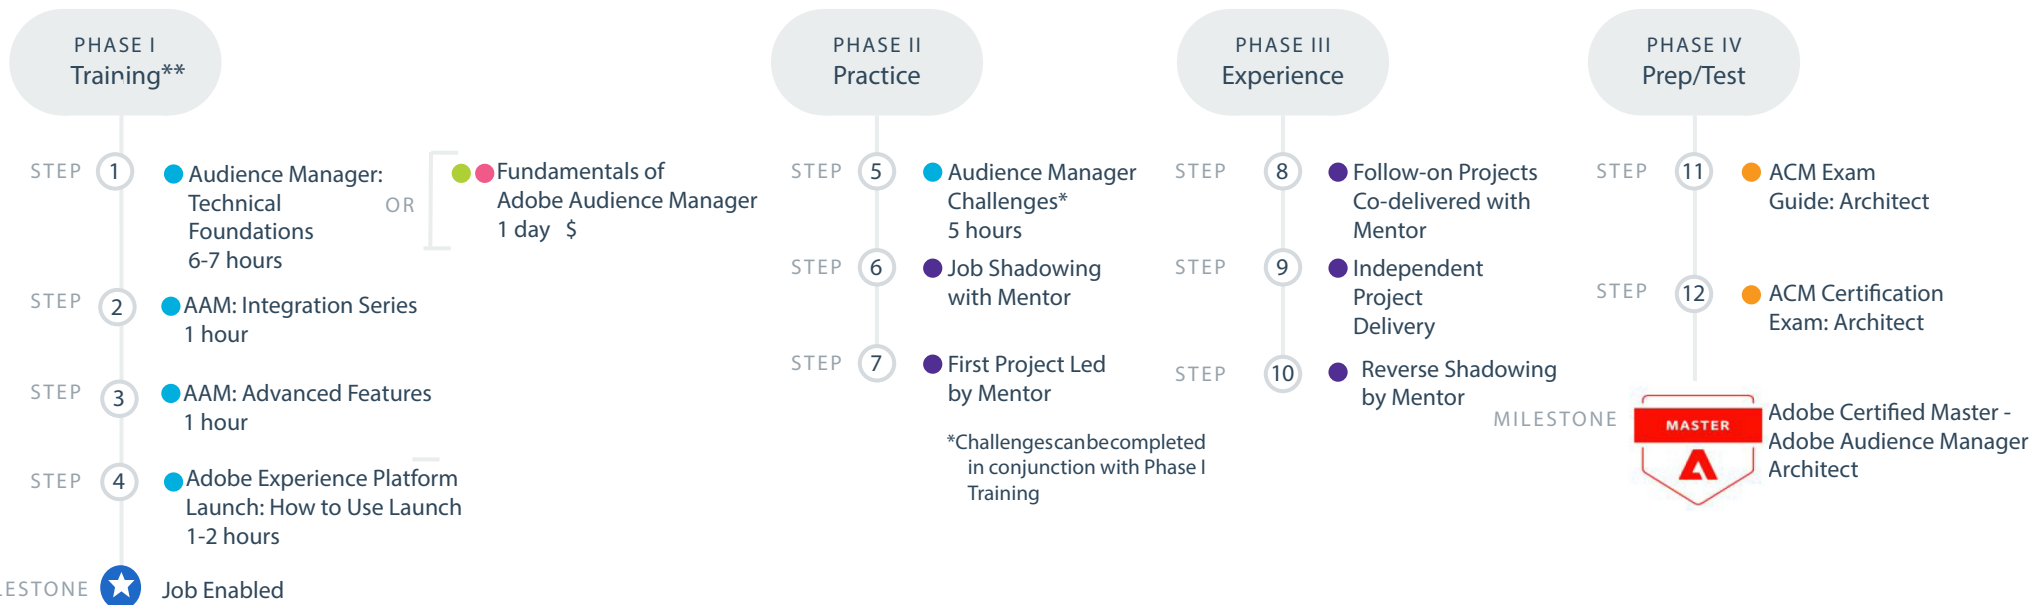 PHASE I
Training**
STEP 1
Audience Manager:
Technical
Foundations
6-7 hours
OR
Fundamentals of
Adobe Audience Manager
1 day $
STEP 2
AAM: Integration Series
1 hour
STEP 3
AAM: Advanced Features
1 hour
STEP 4
Adobe Experience Platform
Launch: How to Use Launch
1-2 hours
LESTONE
Job Enabled
PHASE II
Practice
STEP 5
Audience Manager
Challenges*
5 hours
STEP 6
Job Shadowing
with Mentor
STEP 7
First Project Led
by Mentor
*Challenges can be completed
in conjunction with Phase I
Training
PHASE III
Experience
STEP 8
Follow-on Projects
Co-delivered with
Mentor
STEP 9
Independent
Project
Delivery
STEP 10
Reverse Shadowing
by Mentor
PHASE IV
Prep/Test
STEP 11
ACM Exam
Guide: Architect
STEP 12
ACM Certification
Exam: Architect
MILESTONE
MASTER
Adobe Certified Master -
Adobe Audience Manager
Architect